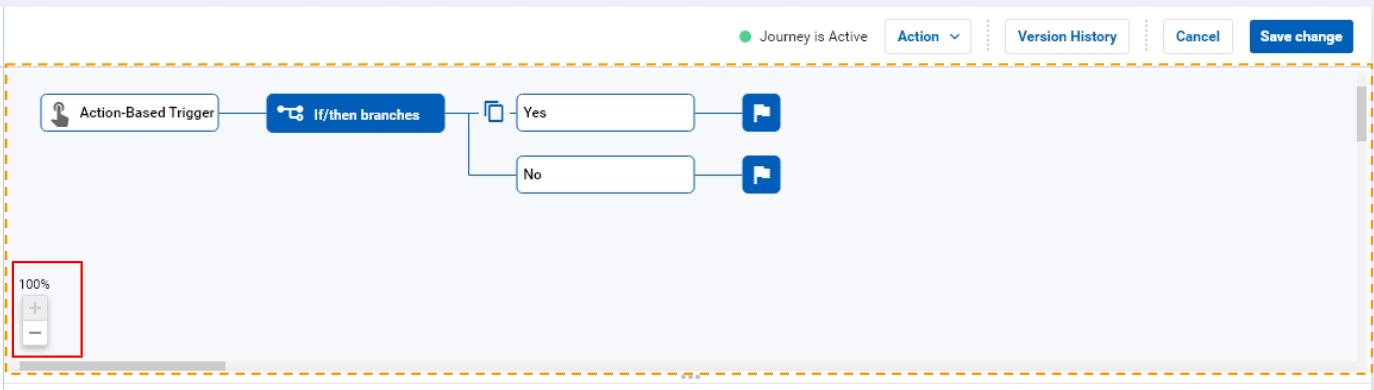 Journey is Active
Action
Version History
Cancel
Save change
Action-Based Trigger
If/then branches
Yes
No
100%
+
−